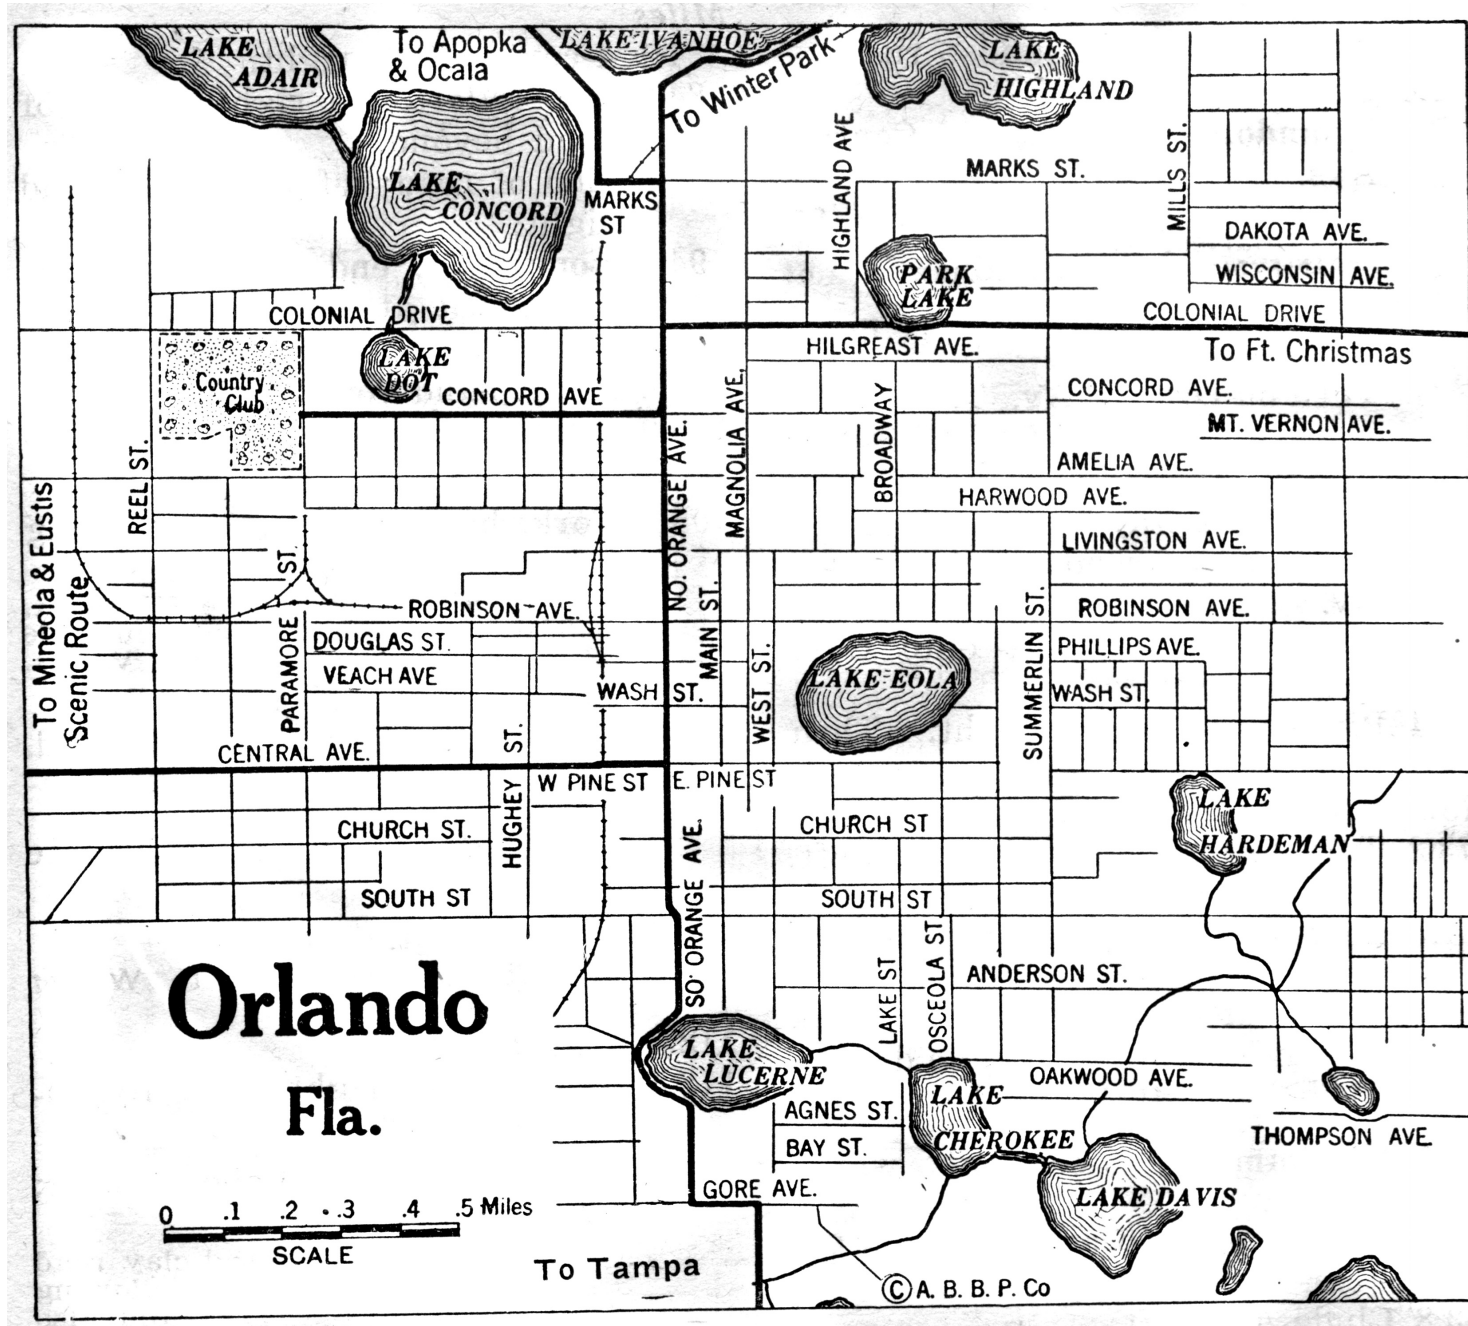 LAKE
ADAIR
To Apopka
& Ocala
LAKE IVANHOE
To Winter Park
LAKE
HIGHLAND
LAKE
CONCORD
MARKS
ST
HIGHLAND AVE
MARKS ST.
MILLS ST.
DAKOTA AVE.
WISCONSIN AVE.
PARK
LAKE
COLONIAL DRIVE
COLONIAL DRIVE
To Ft. Christmas
HILGREAST AVE.
LAKE
DOT
Country
Club
CONCORD AVE
CONCORD AVE.
MT. VERNON AVE.
MAGNOLIA AVE.
BROADWAY
NO. ORANGE AVE.
AMELIA AVE.
HARWOOD AVE.
LIVINGSTON AVE.
REEL ST.
To Mineola & Eustis
Scenic Route
PARAMORE ST.
ROBINSON AVE.
ROBINSON AVE.
DOUGLAS ST.
VEACH AVE
MAIN ST.
WEST ST.
LAKE EOLA
SUMMERLIN ST.
PHILLIPS AVE.
WASH ST.
WASH ST.
CENTRAL AVE.
HUGHEY ST.
W PINE ST
E. PINE ST
LAKE
HARDEMAN
CHURCH ST.
CHURCH ST
SOUTH ST
SOUTH ST
SO. ORANGE AVE.
LAKE ST
OSCEOLA ST.
ANDERSON ST.
Orlando
Fla.
LAKE
LUCERNE
OAKWOOD AVE.
LAKE
CHEROKEE
AGNES ST.
BAY ST.
THOMPSON AVE.
LAKE DAVIS
GORE AVE.
0 .1 .2 .3 .4 .5 Miles
SCALE
To Tampa
© A. B. B. P. Co